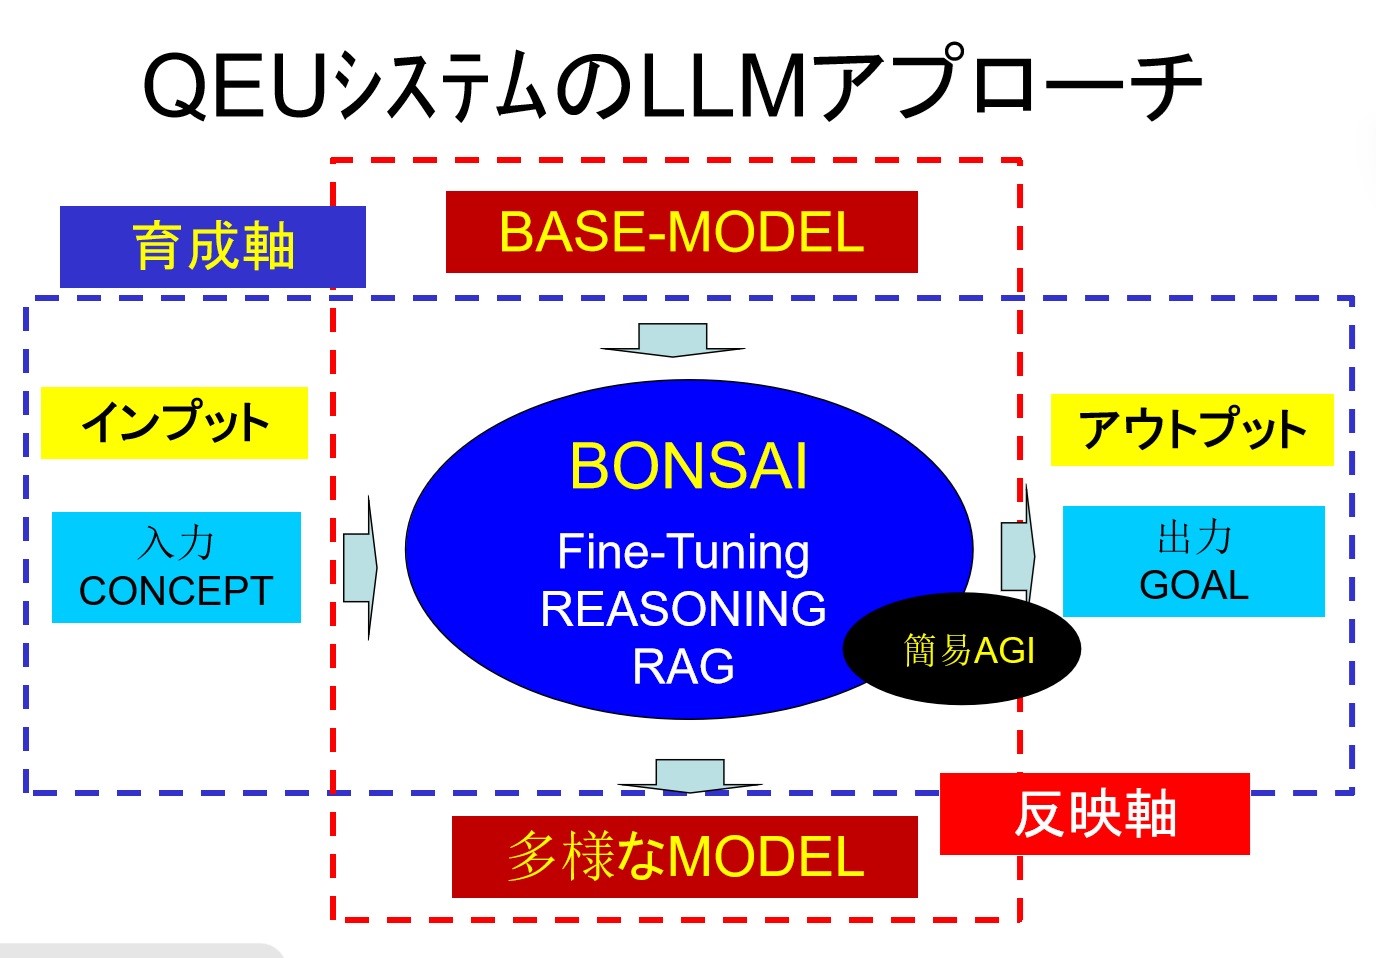 QEUシステムのLLMアプローチ
育成軸
BASE-MODEL
インプット
入力
CONCEPT
BONSAI
Fine-Tuning
REASONING
RAG
簡易AGI
アウトプット
出力
GOAL
反映軸
多様なMODEL